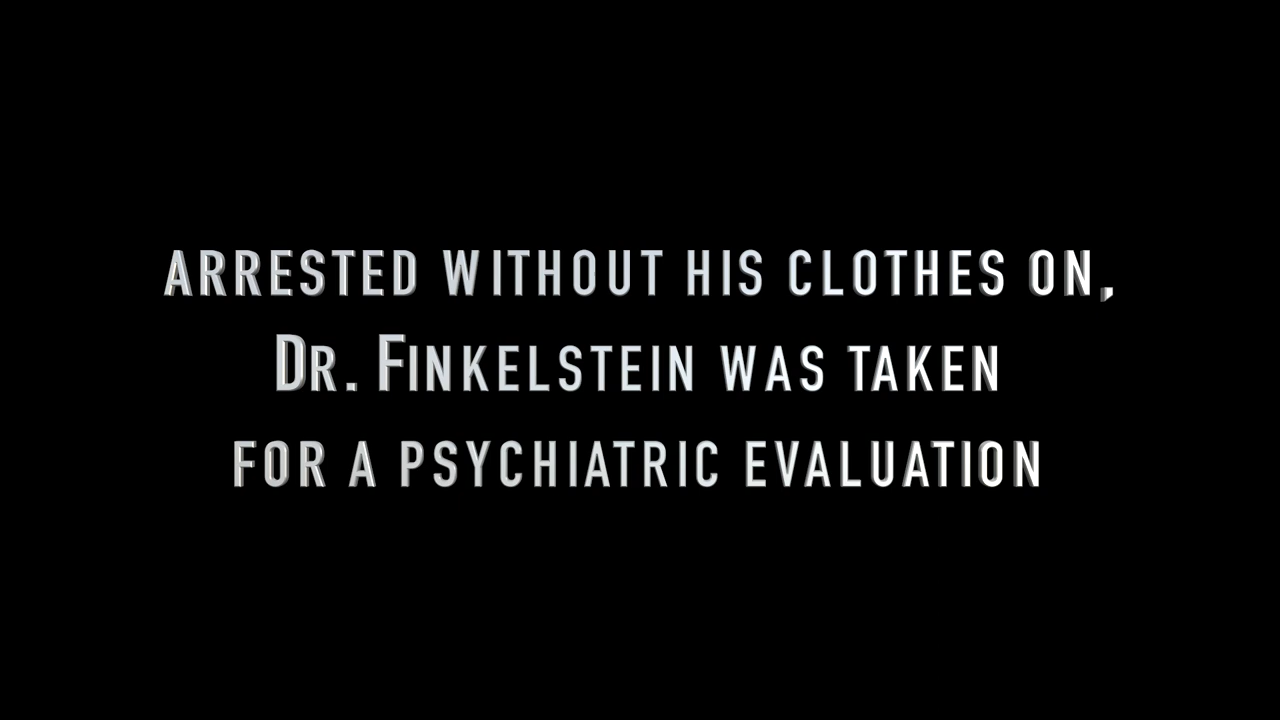 ARRESTED WITHOUT HIS CLOTHES ON,
DR. FINKELSTEIN WAS TAKEN
FOR A PSYCHIATRIC EVALUATION